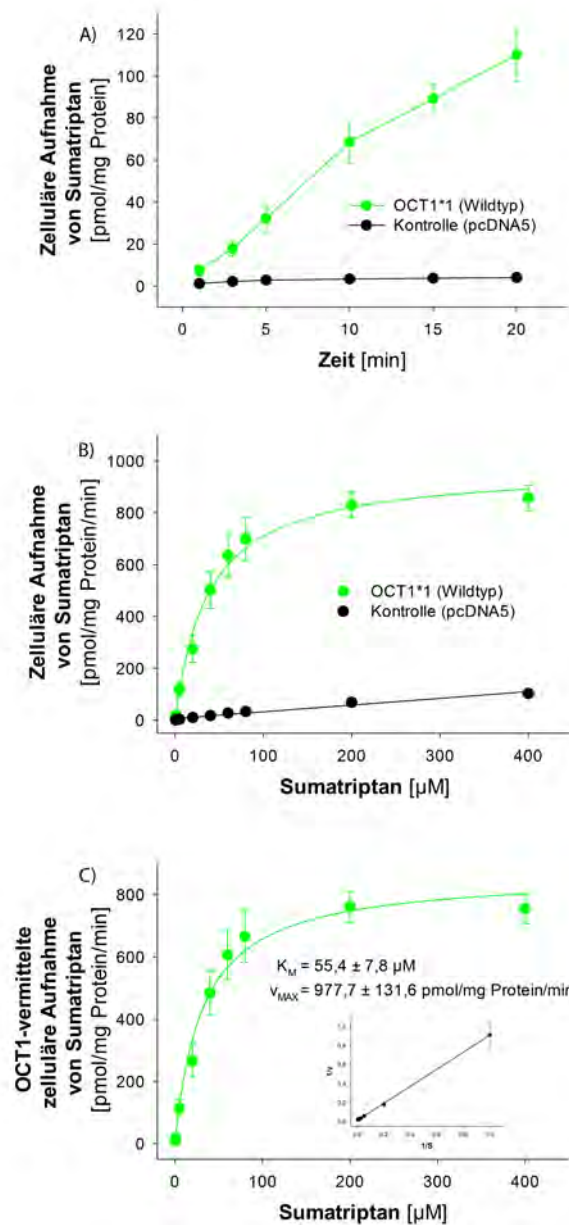 A)
Zelluläre Aufnahme
von Sumatriptan
[pmol/mg Protein]
120
100
80
60
40
20
0
OCT1*1 (Wildtyp)
Kontrolle (pcDNA5)
0 5 10 15 20
Zeit [min]
B)
Zelluläre Aufnahme
von Sumatriptan
[pmol/mg Protein/min]
1000
800
600
400
200
0
OCT1*1 (Wildtyp)
Kontrolle (pcDNA5)
0 100 200 300 400
Sumatriptan [µM]
C)
OCT1-vermittelte
zelluläre Aufnahme
von Sumatriptan
[pmol/mg Protein/min]
800
600
400
200
0
K_M = 55,4 ± 7,8 µM
v_MAX = 977,7 ± 131,6 pmol/mg Protein/min
1/v
1/S
0 100 200 300 400
Sumatriptan [µM]